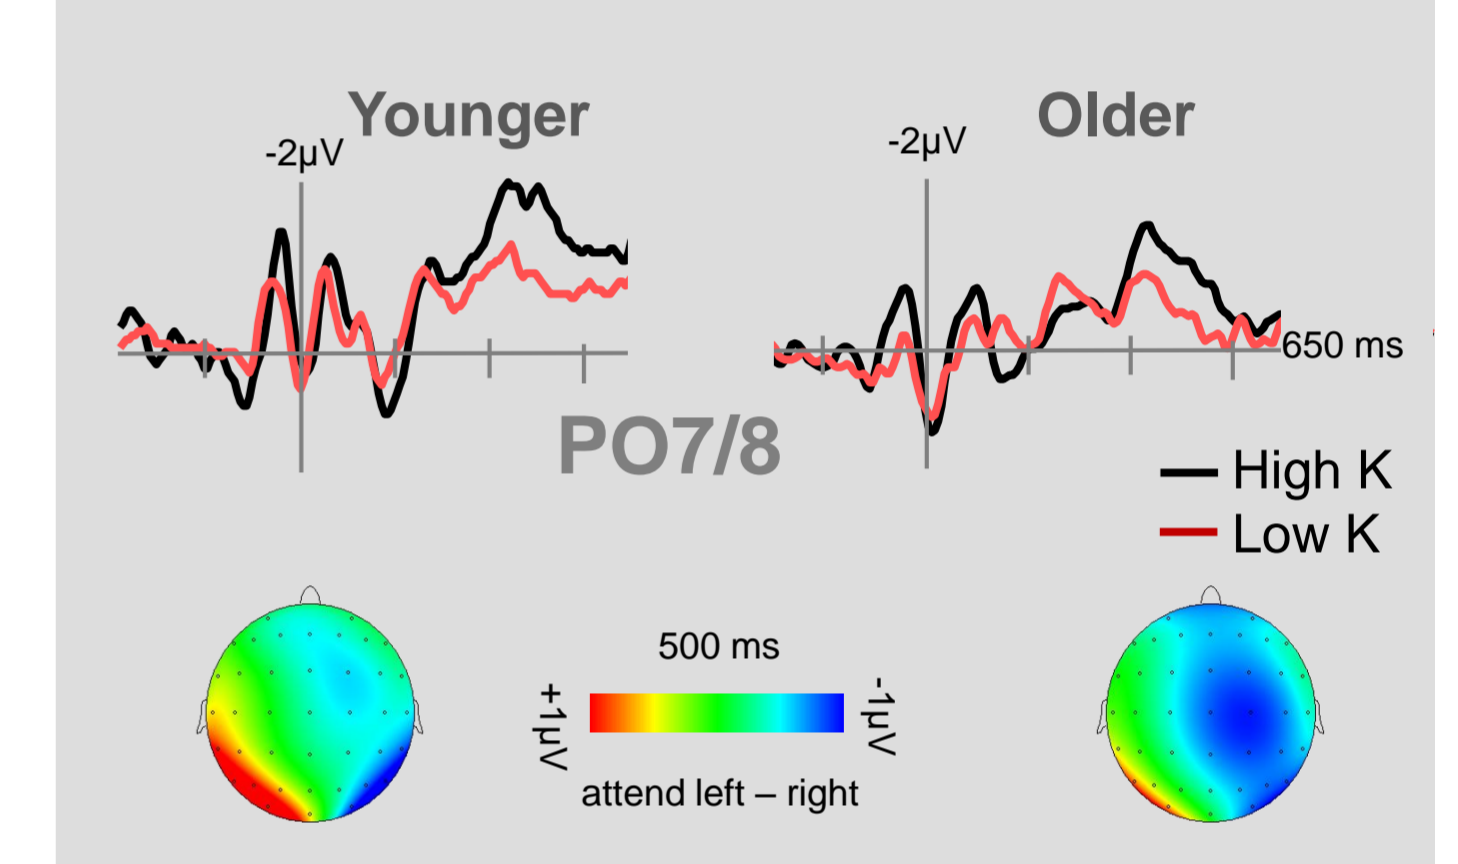 Younger
Older
-2µV
-2µV
650 ms
PO7/8
High K
Low K
500 ms
+1µV
-1µV
attend left – right